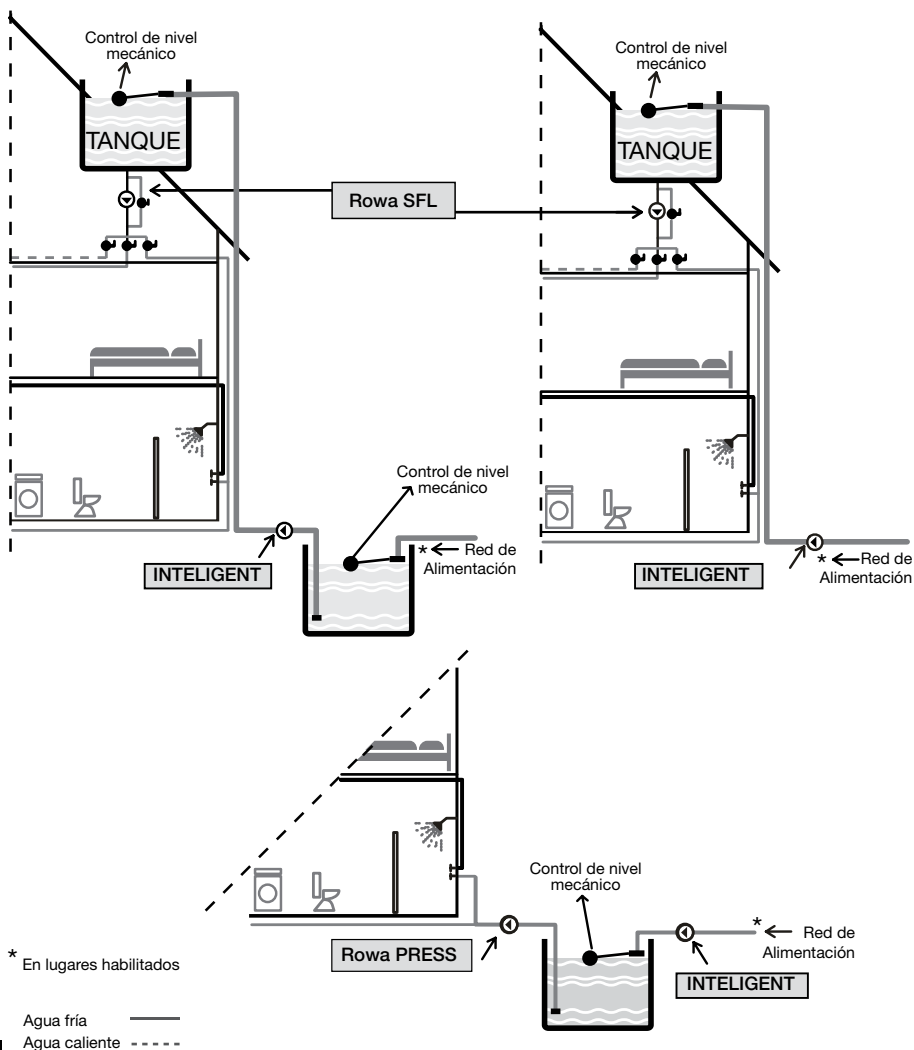 Control de nivel
mecánico
TANQUE
Rowa SFL
Control de nivel
mecánico
TANQUE
Control de nivel
mecánico
* Red de
Alimentación
INTELIGENT
INTELIGENT
* Red de
Alimentación
Control de nivel
mecánico
* Red de
Alimentación
Rowa PRESS
INTELIGENT
* En lugares habilitados
Agua fría
Agua caliente